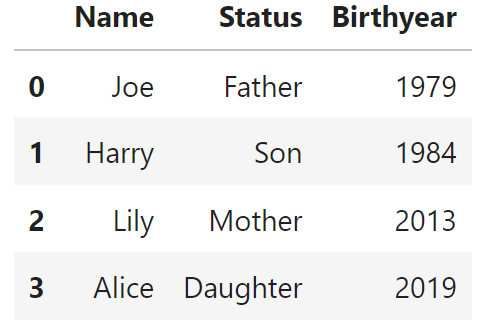 Name Status Birthyear
0 Joe Father 1979
1 Harry Son 1984
2 Lily Mother 2013
3 Alice Daughter 2019